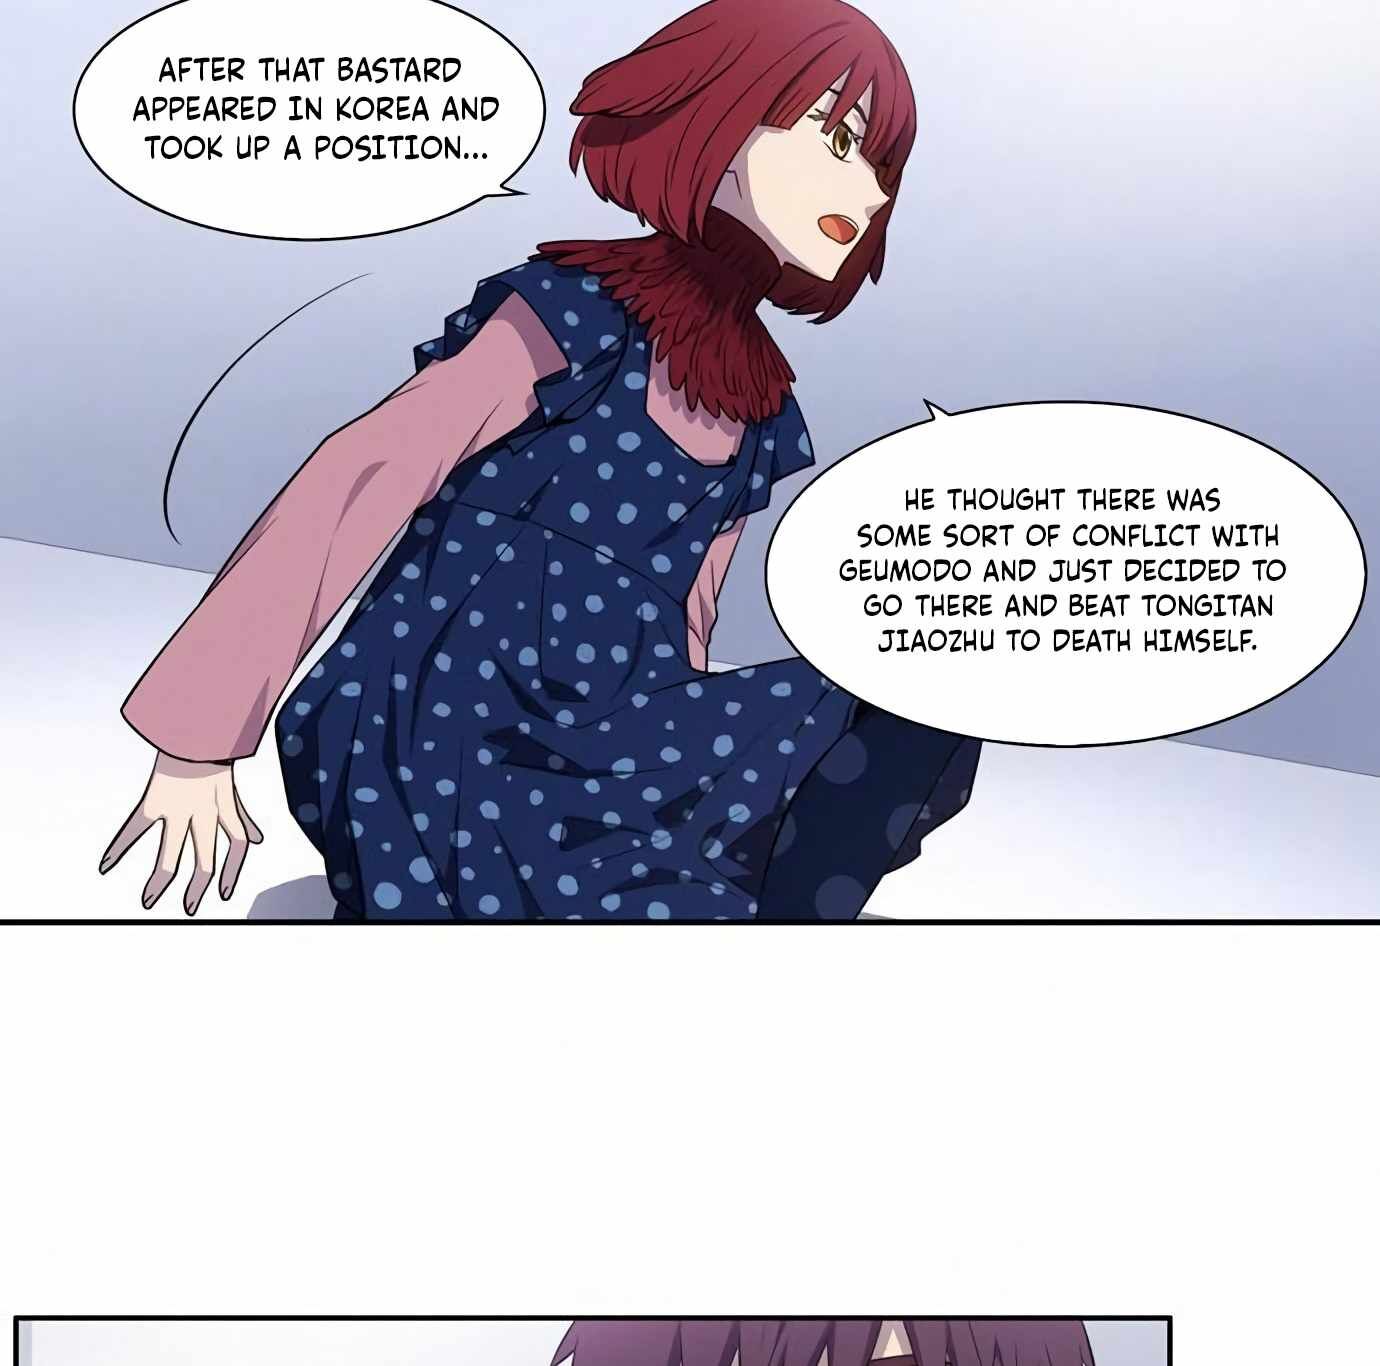 AFTER THAT BASTARD
APPEARED IN KOREA AND
TOOK UP A POSITION...
HE THOUGHT THERE WAS
SOME SORT OF CONFLICT WITH
GEUMODO AND JUST DECIDED TO
GO THERE AND BEAT TONGITAN
JIAOZHU TO DEATH HIMSELF.